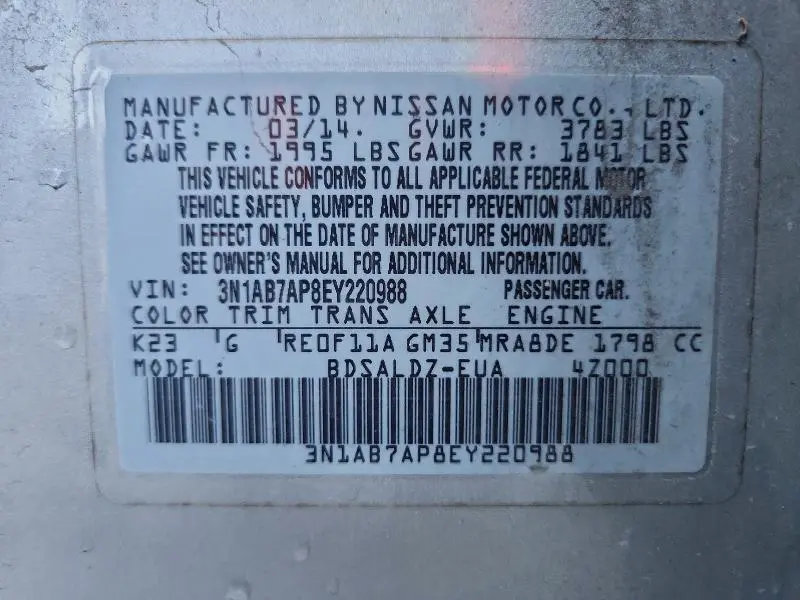 MANUFACTURED BY NISSAN MOTOR CO., LTD.
DATE: 03/14. GVWR: 3783 LBS
GAWR FR: 1995 LBS GAWR RR: 1841 LBS
THIS VEHICLE CONFORMS TO ALL APPLICABLE FEDERAL MOTOR
VEHICLE SAFETY, BUMPER AND THEFT PREVENTION STANDARDS
IN EFFECT ON THE DATE OF MANUFACTURE SHOWN ABOVE.
SEE OWNER'S MANUAL FOR ADDITIONAL INFORMATION.
VIN: 3N1AB7AP8EY220988 PASSENGER CAR.
COLOR TRIM TRANS AXLE ENGINE
K23 G RE0F11A GM35 MRA8DE 1798 CC
MODEL: BDSALDZ-EUA 4Z000
3N1AB7AP8EY220988